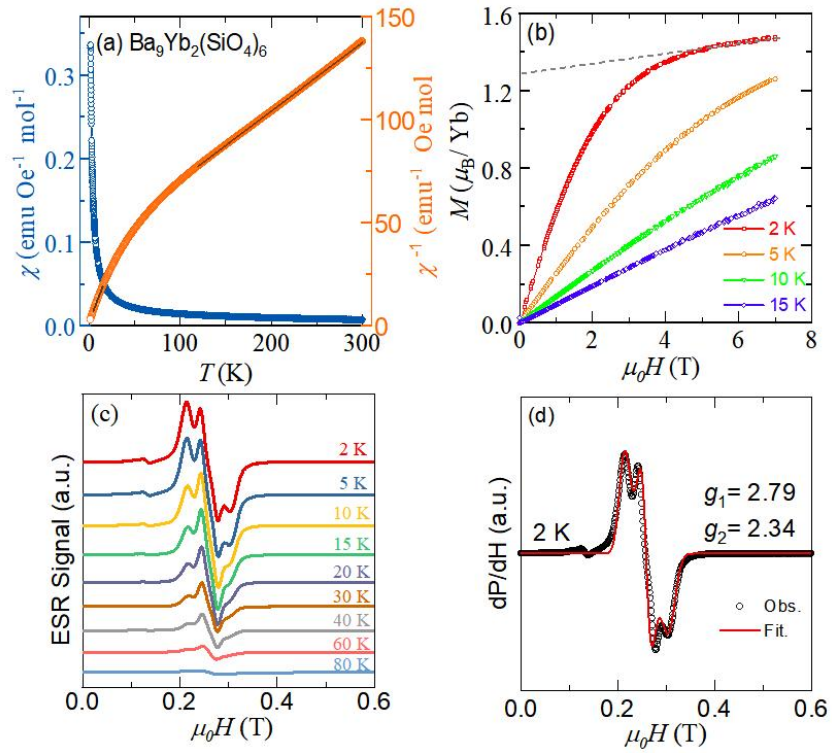 (a) Ba₉Yb₂(SiO₄)₆
χ (emu Oe⁻¹ mol⁻¹)
0.3
0.2
0.1
0.0
0 100 200 300
T (K)
150
100
50
0
χ⁻¹ (emu⁻¹ Oe mol)
(b)
M (μB/ Yb)
1.6
1.2
0.8
0.4
0.0
0 2 4 6 8
μ₀H (T)
2 K
5 K
10 K
15 K
(c)
ESR Signal (a.u.)
2 K
5 K
10 K
15 K
20 K
30 K
40 K
60 K
80 K
0.0 0.2 0.4 0.6
μ₀H (T)
(d)
dP/dH (a.u.)
2 K
g₁= 2.79
g₂= 2.34
Obs.
Fit.
0.0 0.2 0.4 0.6
μ₀H (T)